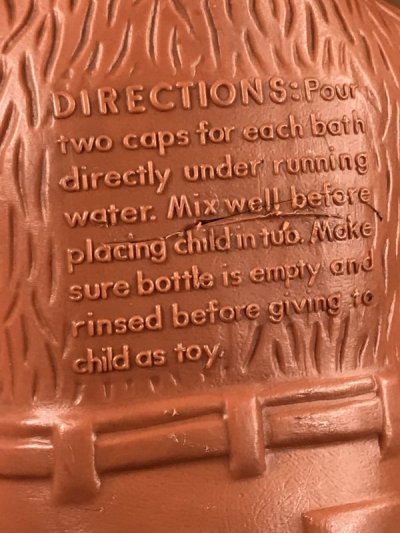 DIRECTIONS: Pour
two caps for each bath
directly under running
water. Mix well before
placing child in tub. Make
sure bottle is empty and
rinsed before giving to
child as toy.